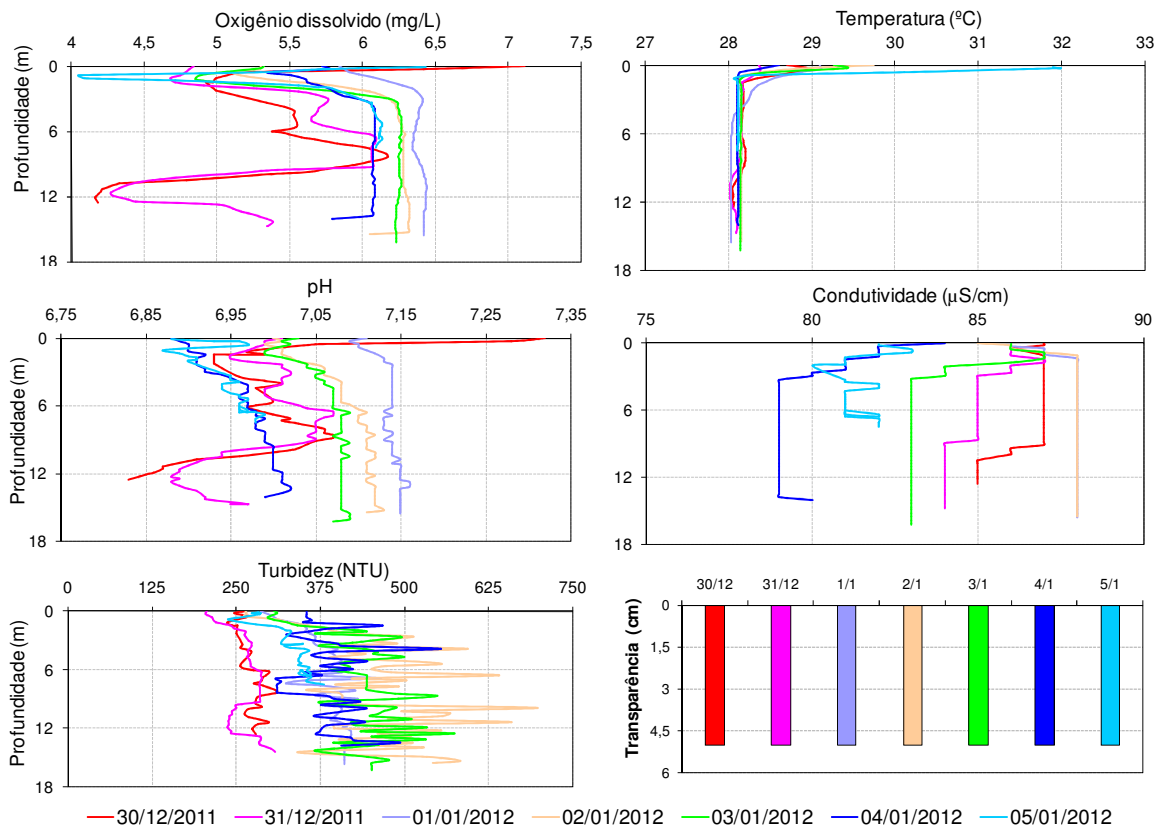 Oxigênio dissolvido (mg/L)
4 4,5 5 5,5 6 6,5 7 7,5
Profundidade (m)
0
6
12
18
Temperatura (ºC)
27 28 29 30 31 32 33
0
6
12
18
pH
6,75 6,85 6,95 7,05 7,15 7,25 7,35
Profundidade (m)
0
6
12
18
Condutividade (µS/cm)
75 80 85 90
0
6
12
18
Turbidez (NTU)
0 125 250 375 500 625 750
Profundidade (m)
0
6
12
18
30/12 31/12 1/1 2/1 3/1 4/1 5/1
Transparência (cm)
0
1,5
3
4,5
6
30/12/2011 31/12/2011 01/01/2012 02/01/2012 03/01/2012 04/01/2012 05/01/2012